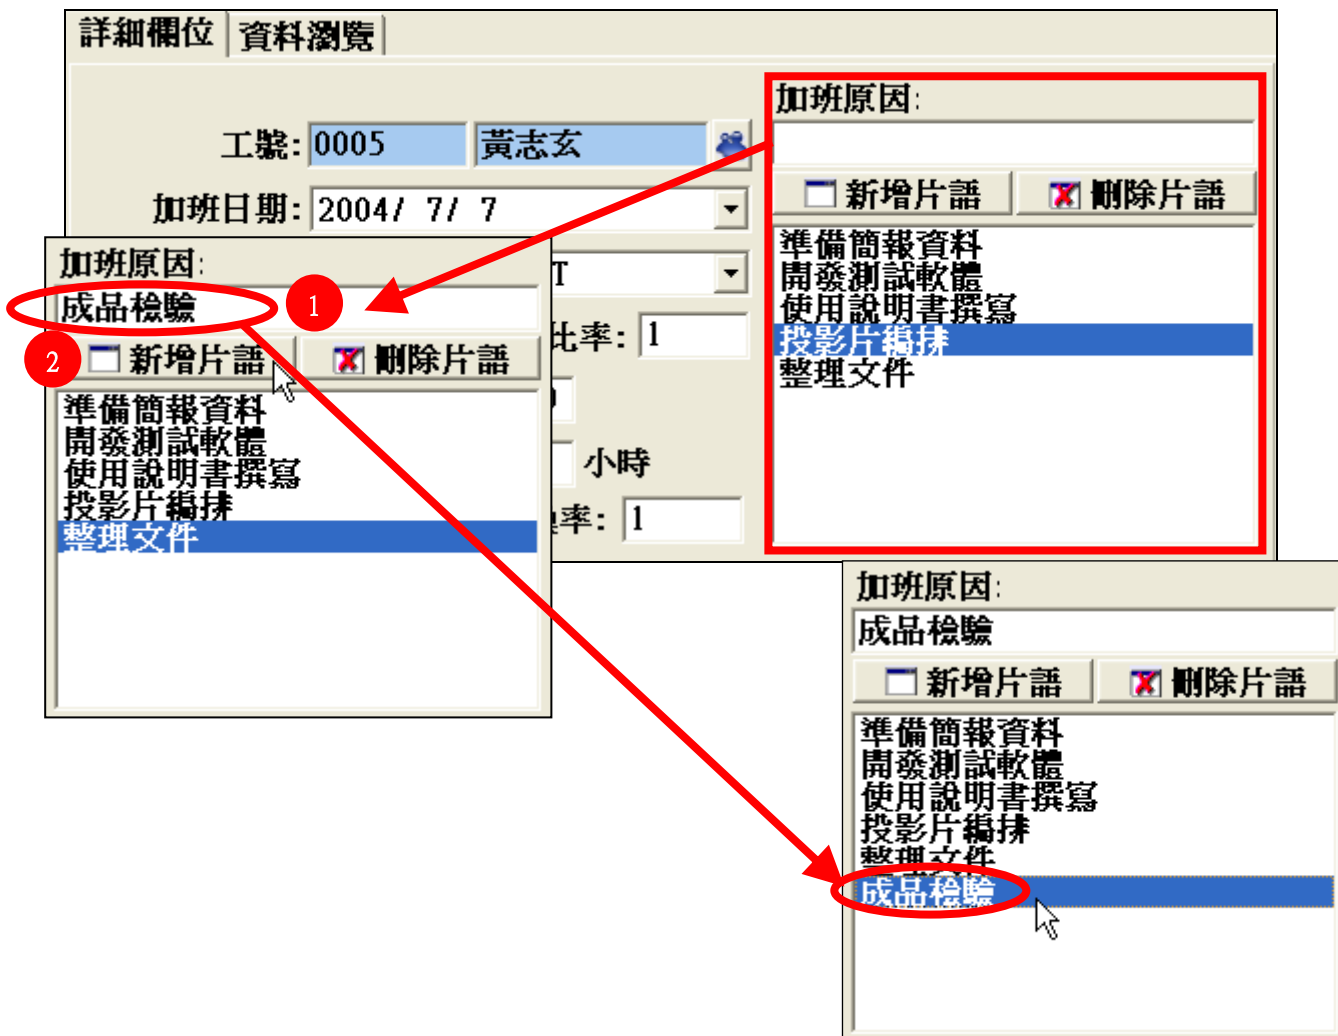 詳細欄位 資料瀏覽
工號: 0005 黃志玄
加班日期: 2004/ 7/ 7
T
比率: 1
小時
率: 1
加班原因:
新增片語 刪除片語
準備簡報資料
開發測試軟體
使用說明書撰寫
投影片編排
整理文件
加班原因:
成品檢驗 1
2 新增片語 刪除片語
準備簡報資料
開發測試軟體
使用說明書撰寫
投影片編排
整理文件
加班原因:
成品檢驗
新增片語 刪除片語
準備簡報資料
開發測試軟體
使用說明書撰寫
投影片編排
整理文件
成品檢驗